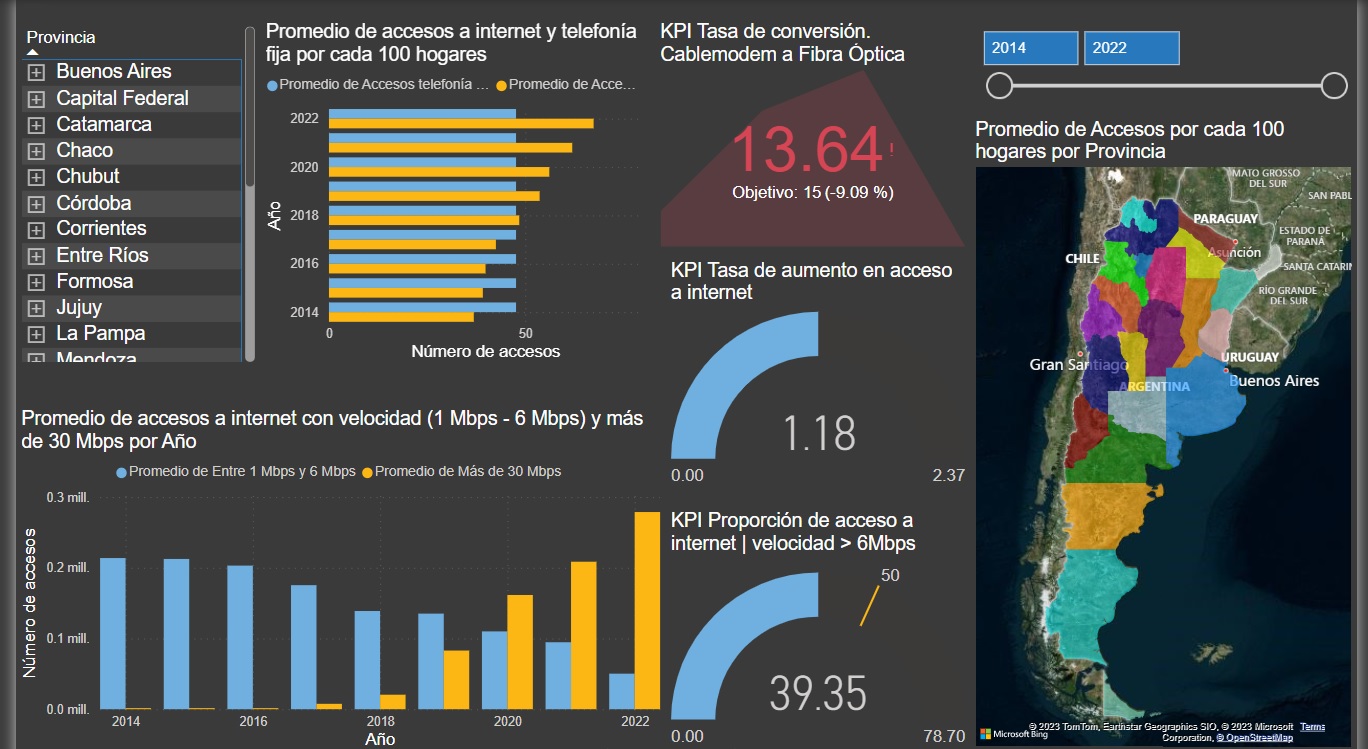 Provincia
Buenos Aires
Capital Federal
Catamarca
Chaco
Chubut
Córdoba
Corrientes
Entre Ríos
Formosa
Jujuy
La Pampa
Mendoza
Promedio de accesos a internet y telefonía
fija por cada 100 hogares
Promedio de Accesos telefonía ... Promedio de Acce...
Año
2022
2020
2018
2016
2014
0 50
Número de accesos
KPI Tasa de conversión.
Cablemodem a Fibra Óptica
13.64!
Objetivo: 15 (-9.09 %)
KPI Tasa de aumento en acceso
a internet
1.18
0.00 2.37
KPI Proporción de acceso a
internet | velocidad > 6Mbps
50
39.35
0.00 78.70
Promedio de accesos a internet con velocidad (1 Mbps - 6 Mbps) y más
de 30 Mbps por Año
Promedio de Entre 1 Mbps y 6 Mbps Promedio de Más de 30 Mbps
Número de accesos
0.3 mill.
0.2 mill.
0.1 mill.
0.0 mill.
2014 2016 2018 2020 2022
Año
2014 2022
Promedio de Accesos por cada 100
hogares por Provincia
MATO GROSSO
DEL SUR
SAN PABL
PARAGUAY
ESTADO DE
PARANÁ
Asunción
CHILE
SANTA CATARIN
RÍO GRANDE
DEL SUR
URUGUAY
Gran Santiago
ARGENTINA
Buenos Aires
© 2023 TomTom, Earthstar Geographics SIO, © 2023 Microsoft Terms
Microsoft Bing
Corporation, © OpenStreetMap